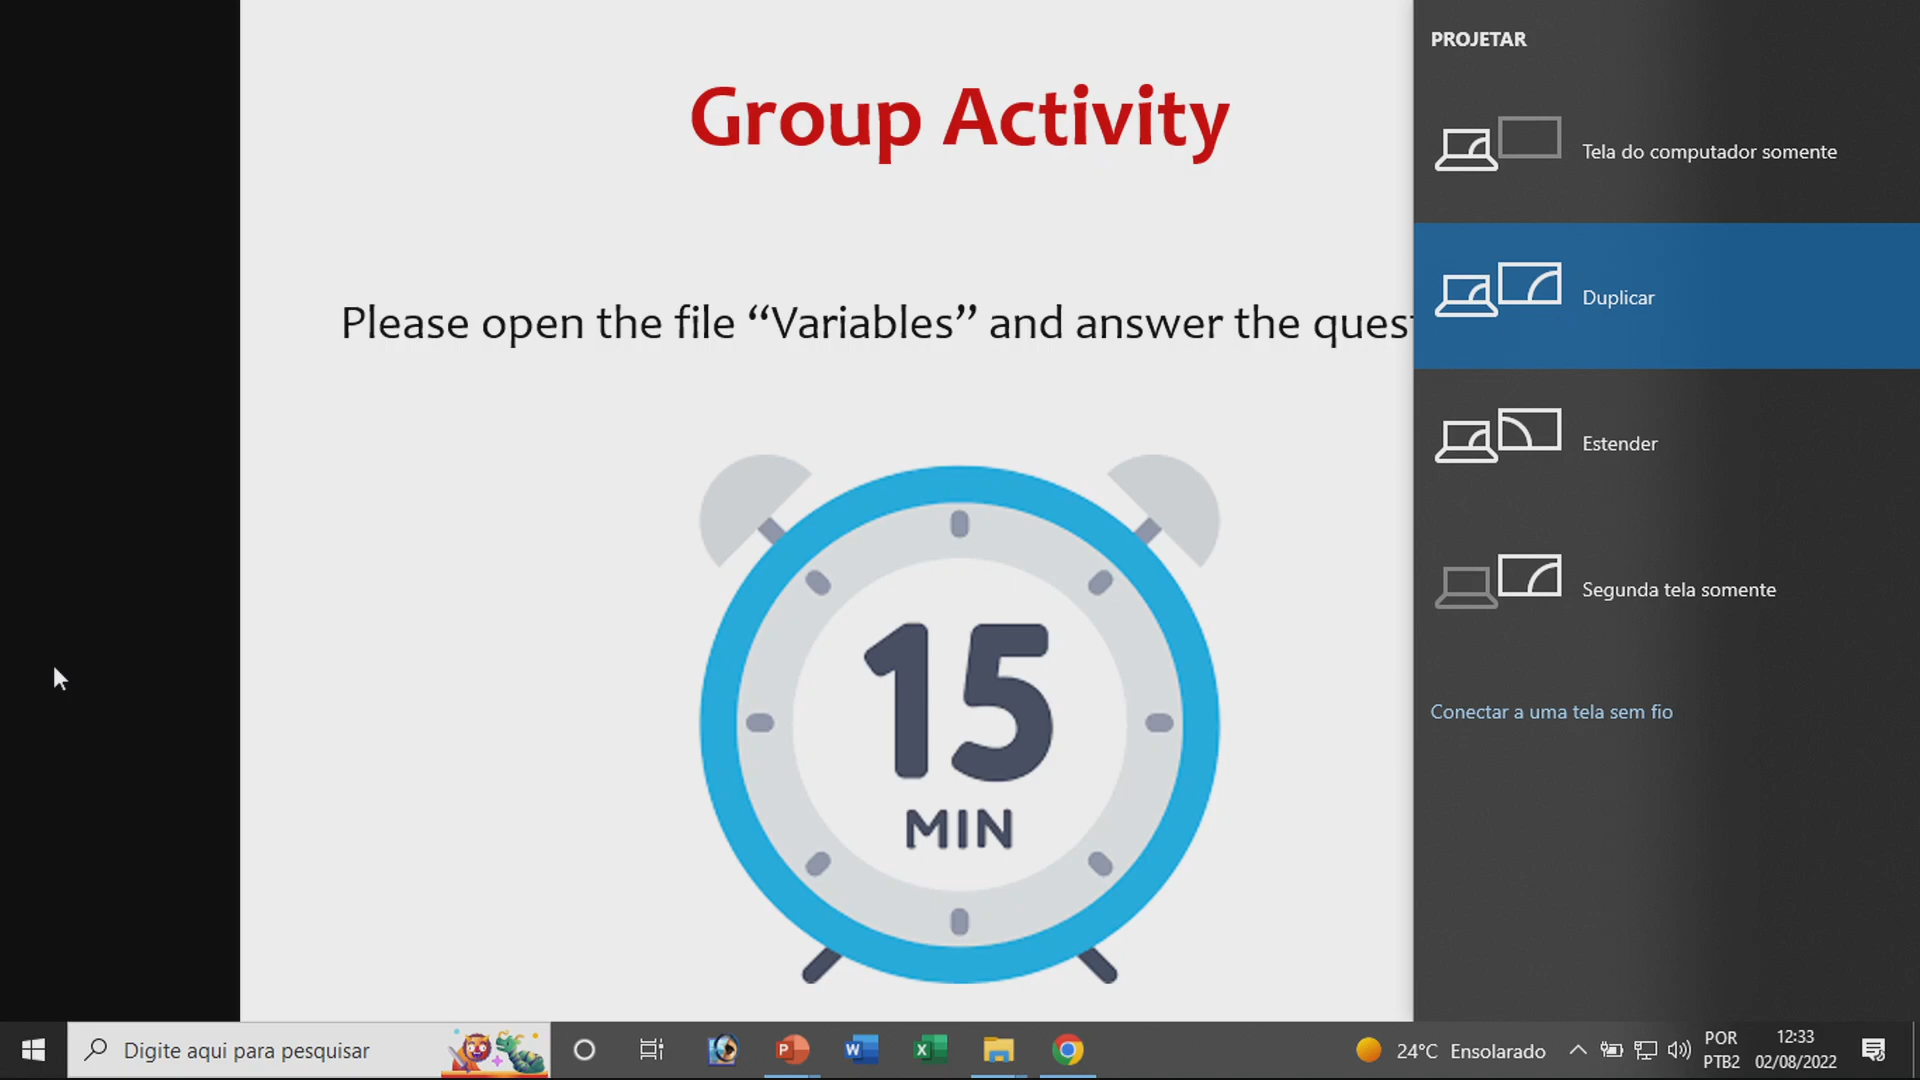 Group Activity
Please open the file “Variables” and answer the
15
MIN
PROJETAR
Tela do computador somente
Duplicar
Estender
Segunda tela somente
Conectar a uma tela sem fio
Digite aqui para pesquisar
24°C Ensolarado
POR
PTB2
12:33
02/08/2022